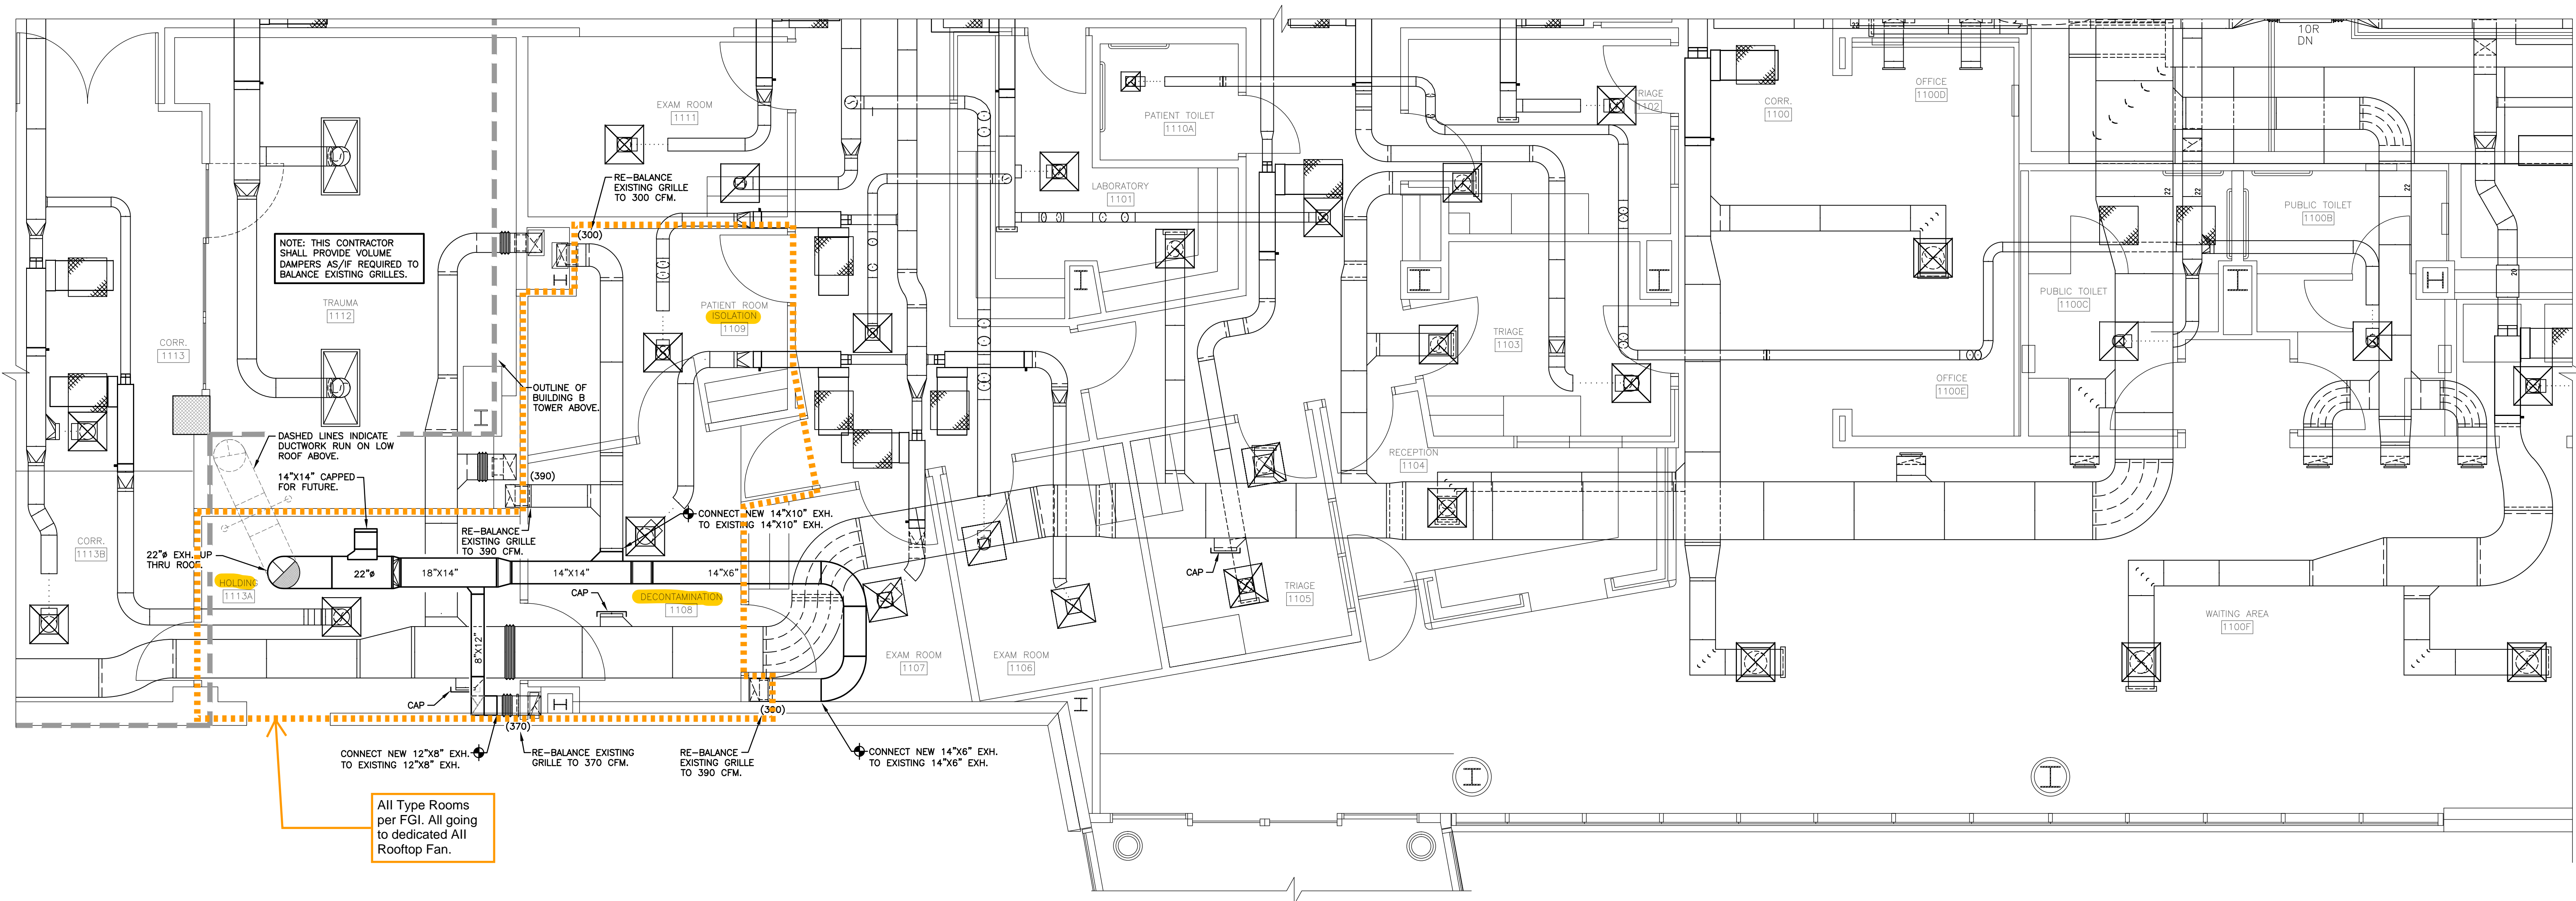 10R
DN
EXAM ROOM
1111
PATIENT TOILET
1110A
1102
CORR.
1100
OFFICE
1100D
RE-BALANCE
EXISTING GRILLE
TO 300 CFM.
LABORATORY
1101
22
22
22
PUBLIC TOILET
1100B
(300)
NOTE: THIS CONTRACTOR
SHALL PROVIDE VOLUME
DAMPERS AS/IF REQUIRED TO
BALANCE EXISTING GRILLES.
20
TRAUMA
1112
PATIENT ROOM
ISOLATION
1109
PUBLIC TOILET
1100C
CORR.
1113
TRIAGE
1103
OUTLINE OF
BUILDING B
TOWER ABOVE.
OFFICE
1100E
DASHED LINES INDICATE
DUCTWORK RUN ON LOW
ROOF ABOVE.
14"X14" CAPPED
FOR FUTURE.
(390)
RECEPTION
1104
CONNECT NEW 14"X10" EXH.
TO EXISTING 14"X10" EXH.
RE-BALANCE
EXISTING GRILLE
TO 390 CFM.
CORR.
1113B
22"ø EXH. UP
THRU ROOF.
22"ø
18"X14"
14"X14"
14"X6"
HOLDING
1113A
CAP
DECONTAMINATION
1108
CAP
TRIAGE
1105
WAITING AREA
1100F
8"X12"
EXAM ROOM
1107
EXAM ROOM
1106
CAP
(370)
CONNECT NEW 12"X8" EXH.
TO EXISTING 12"X8" EXH.
RE-BALANCE EXISTING
GRILLE TO 370 CFM.
RE-BALANCE
EXISTING GRILLE
TO 390 CFM.
CONNECT NEW 14"X6" EXH.
TO EXISTING 14"X6" EXH.
AII Type Rooms
per FGI. All going
to dedicated AII
Rooftop Fan.